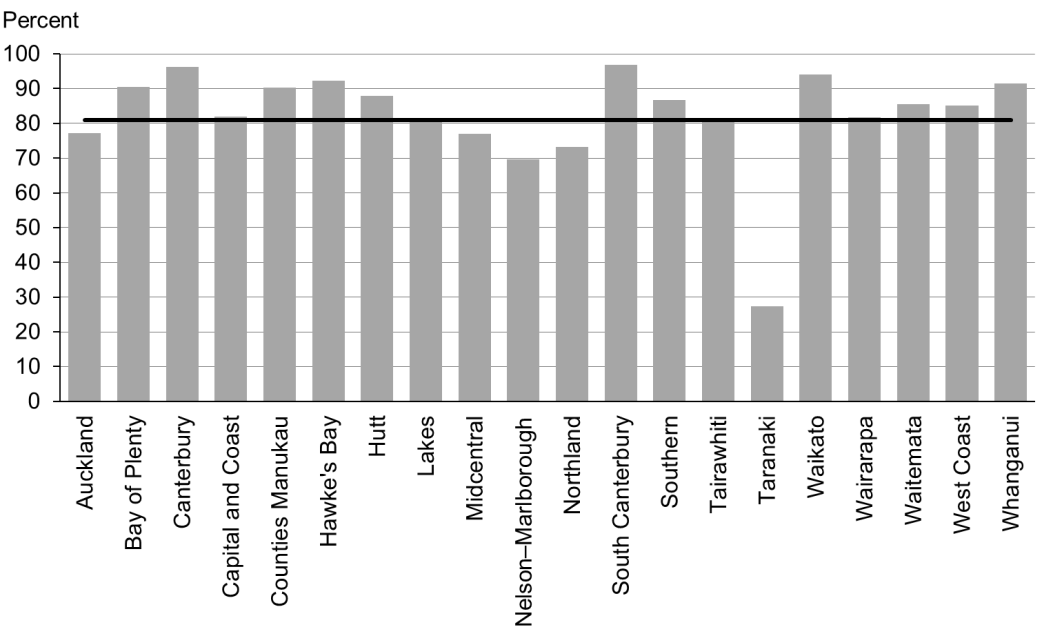 Percent
100
90
80
70
60
50
40
30
20
10
0
Auckland
Bay of Plenty
Canterbury
Capital and Coast
Counties Manukau
Hawke's Bay
Hutt
Lakes
Midcentral
Nelson–Marlborough
Northland
South Canterbury
Southern
Tairawhiti
Taranaki
Waikato
Wairarapa
Waitemata
West Coast
Whanganui